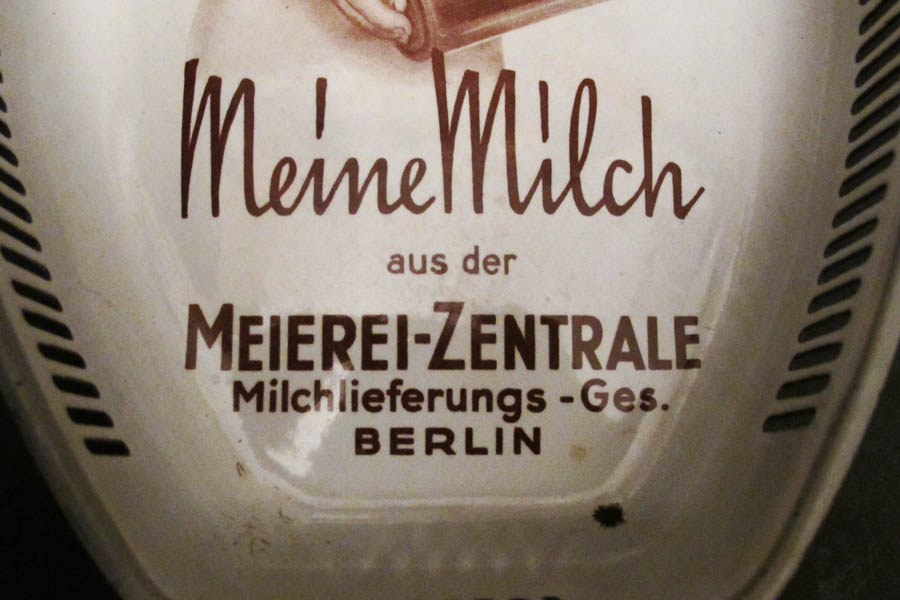 Meine Milch
aus der
MEIEREI-ZENTRALE
Milchlieferungs - Ges.
BERLIN